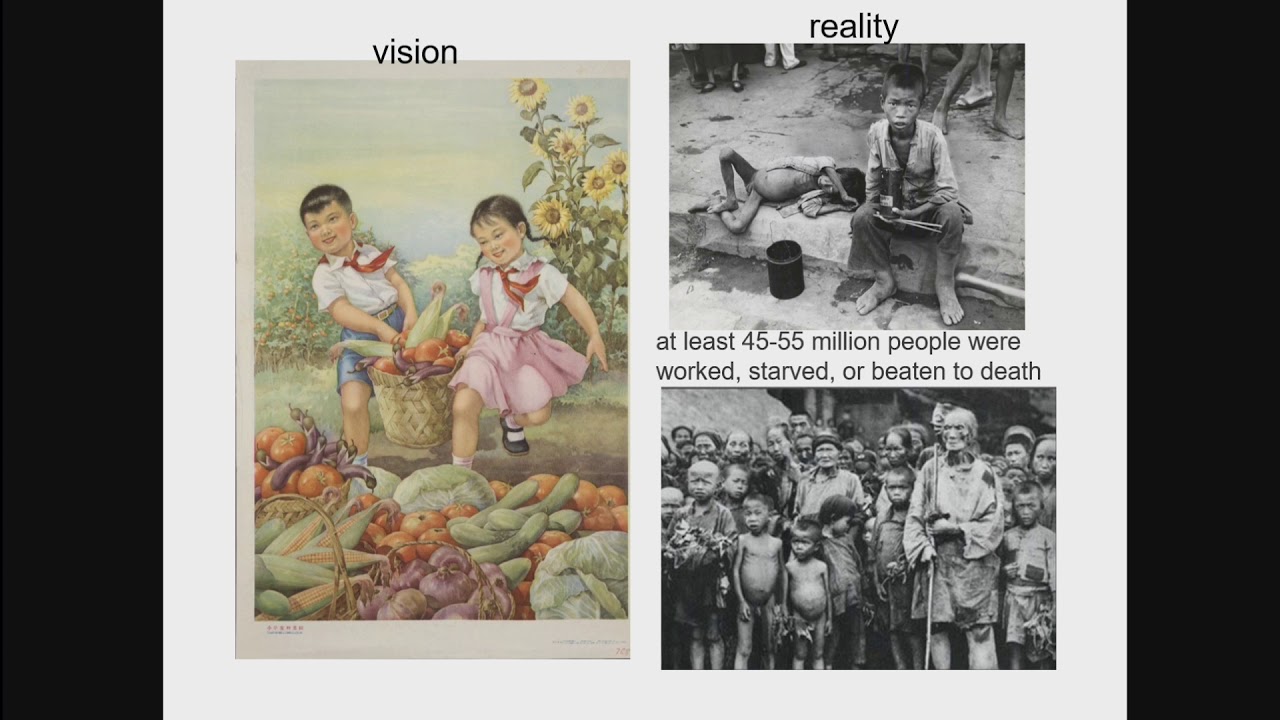 vision
reality
at least 45-55 million people were
worked, starved, or beaten to death